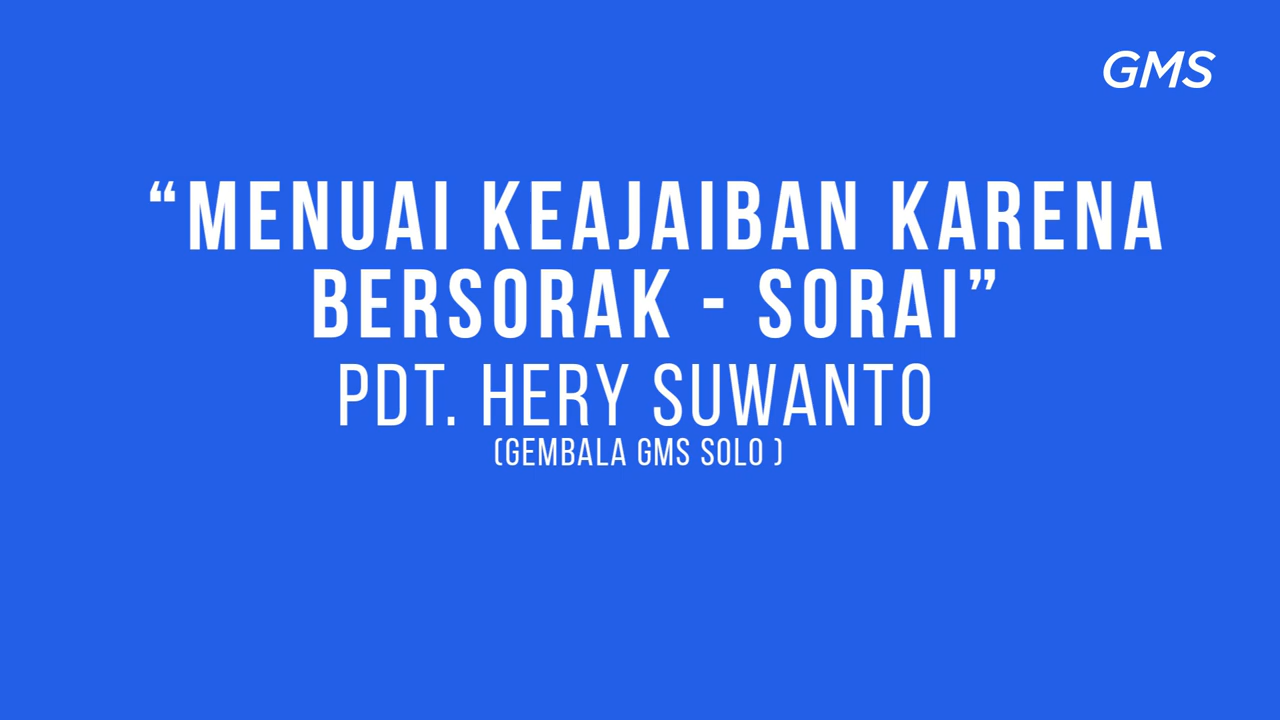 GMS
“MENUAI KEAJAIBAN KARENA
BERSORAK - SORAI”
PDT. HERY SUWANTO
(GEMBALA GMS SOLO )